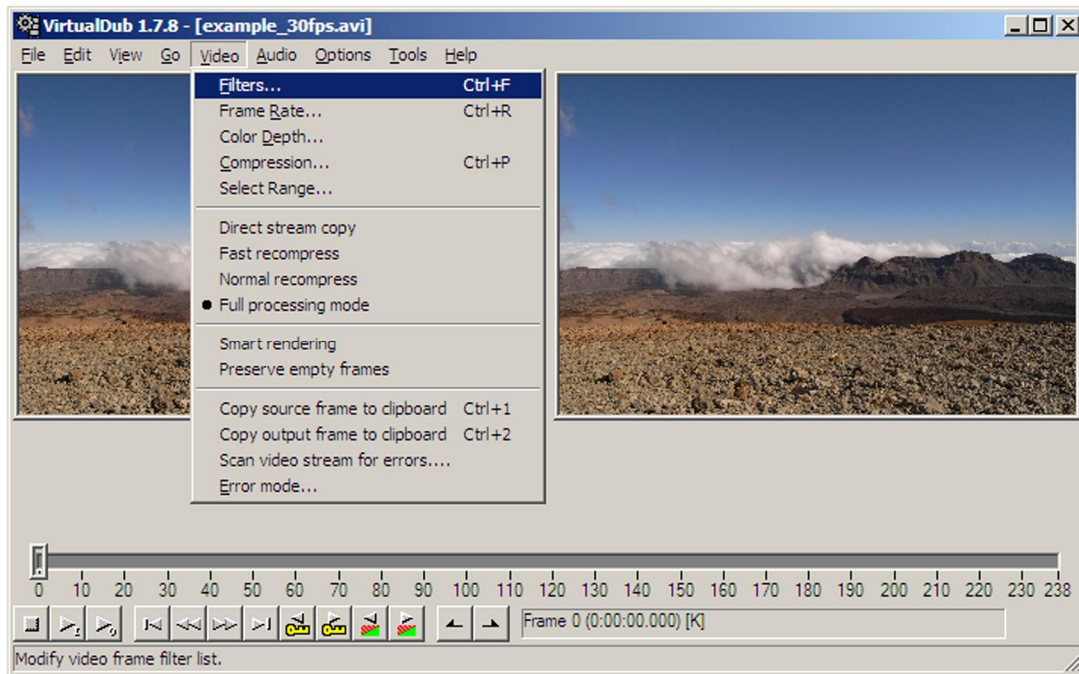 VirtualDub 1.7.8 - [example_30fps.avi]
File Edit View Go Video Audio Options Tools Help
Filters... Ctrl+F
Frame Rate... Ctrl+R
Color Depth...
Compression... Ctrl+P
Select Range...
Direct stream copy
Fast recompress
Normal recompress
Full processing mode
Smart rendering
Preserve empty frames
Copy source frame to clipboard Ctrl+1
Copy output frame to clipboard Ctrl+2
Scan video stream for errors....
Error mode...
0 10 20 30 40 50 60 70 80 90 100 110 120 130 140 150 160 170 180 190 200 210 220 230 238
Frame 0 (0:00:00.000) [K]
Modify video frame filter list.